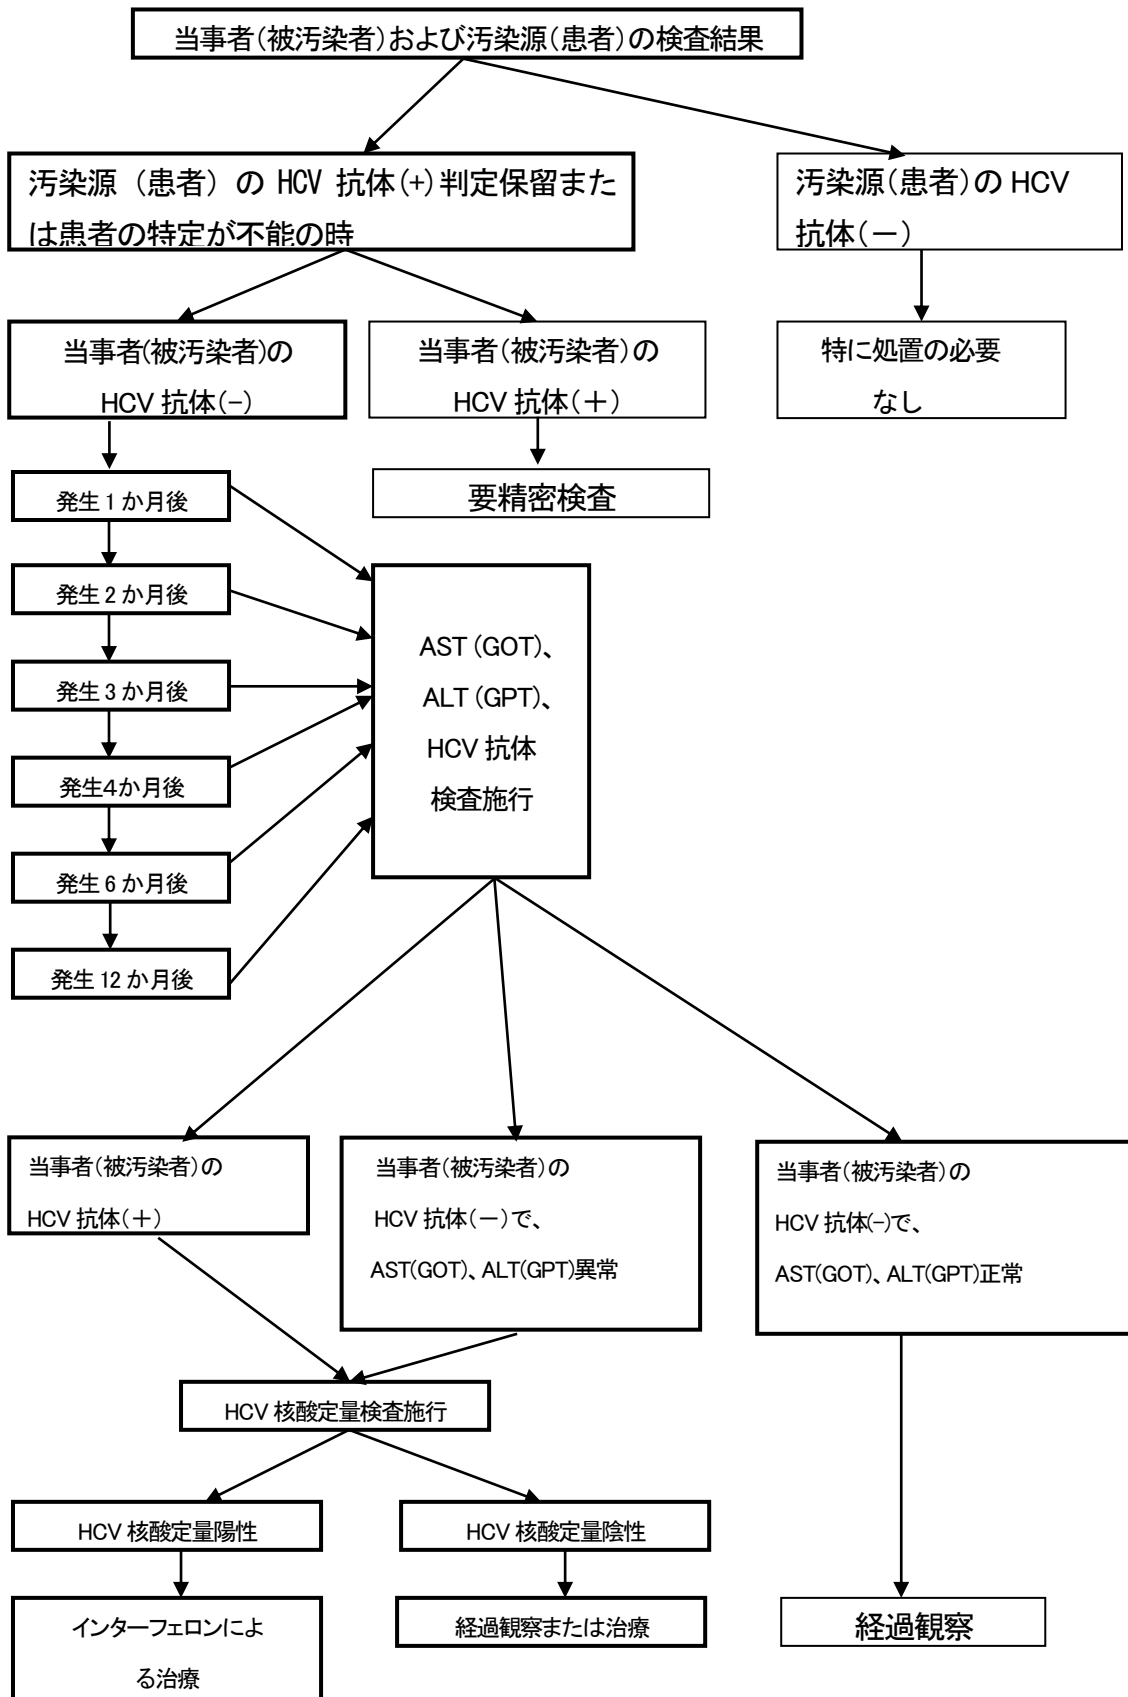 当事者(被汚染者)および汚染源(患者)の検査結果
汚染源（患者）の HCV 抗体(+)判定保留また
は患者の特定が不能の時
汚染源(患者)の HCV
抗体(－)
当事者(被汚染者)の
HCV 抗体(-)
当事者(被汚染者)の
HCV 抗体(＋)
特に処置の必要
なし
要精密検査
発生 1 か月後
発生 2 か月後
発生 3 か月後
発生4か月後
発生 6 か月後
発生 12 か月後
AST (GOT)、
ALT (GPT)、
HCV 抗体
検査施行
当事者(被汚染者)の
HCV 抗体(＋)
当事者(被汚染者)の
HCV 抗体(－)で、
AST(GOT)、ALT(GPT)異常
当事者(被汚染者)の
HCV 抗体(-)で、
AST(GOT)、ALT(GPT)正常
HCV 核酸定量検査施行
HCV 核酸定量陽性
HCV 核酸定量陰性
インターフェロンによ
る治療
経過観察または治療
経過観察